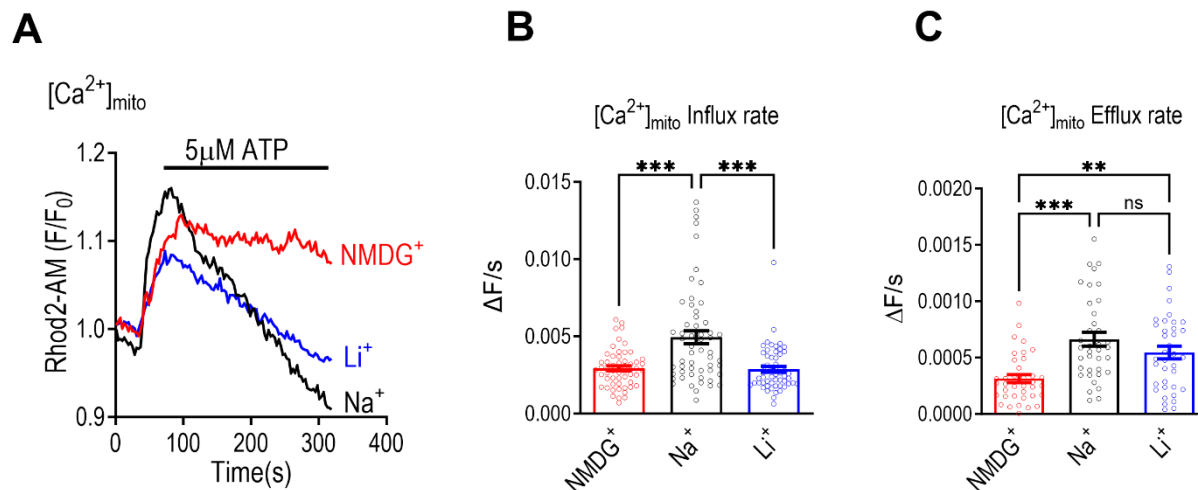 A
[Ca²⁺]mito
5μM ATP
Rhod2-AM (F/F₀)
1.2
1.1
1.0
0.9
NMDG⁺
Li⁺
Na⁺
0
100
200
300
400
Time(s)
B
[Ca²⁺]mito Influx rate
***
***
ΔF/s
0.015
0.010
0.005
0.000
NMDG⁺
Na⁺
Li⁺
C
[Ca²⁺]mito Efflux rate
**
***
ns
ΔF/s
0.0020
0.0015
0.0010
0.0005
0.0000
NMDG⁺
Na⁺
Li⁺